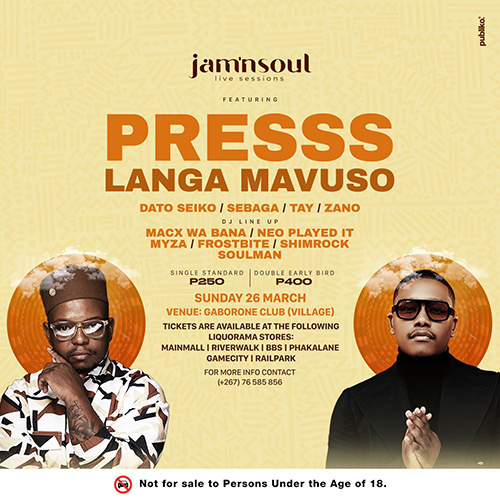 publiko.
jam'nsoul
live sessions
FEATURING
PRESSS
LANGA MAVUSO
DATO SEIKO / SEBAGA / TAY / ZANO
DJ LINE UP
MACX WA BANA / NEO PLAYED IT
MYZA / FROSTBITE / SHIMROCK
SOULMAN
SINGLE STANDARD
P250
DOUBLE EARLY BIRD
P400
SUNDAY 26 MARCH
VENUE: GABORONE CLUB (VILLAGE)
TICKETS ARE AVAILABLE AT THE FOLLOWING
LIQUORAMA STORES:
MAINMALL I RIVERWALK I BBS I PHAKALANE
GAMECITY | RAILPARK
FOR MORE INFO CONTACT
(+267) 76 585 856
Not for sale to Persons Under the Age of 18.